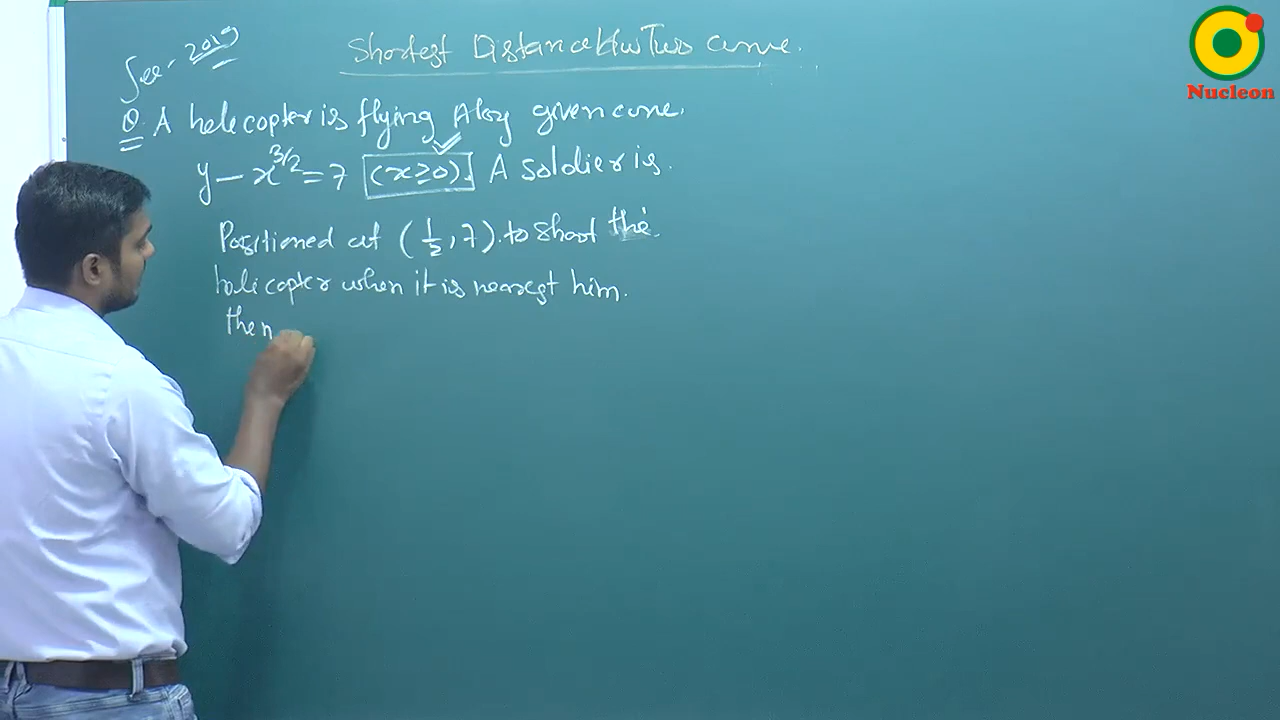 Jee - 2019
Shortest Distance b/w Two curve.
Q. A helicopter is flying Along given curve.
y - x^3/2 = 7 (x ≥ 0). A soldier is.
Positioned at (1/2, 7). to shoot the.
helicopter when it is nearest him.
then
Nucleon